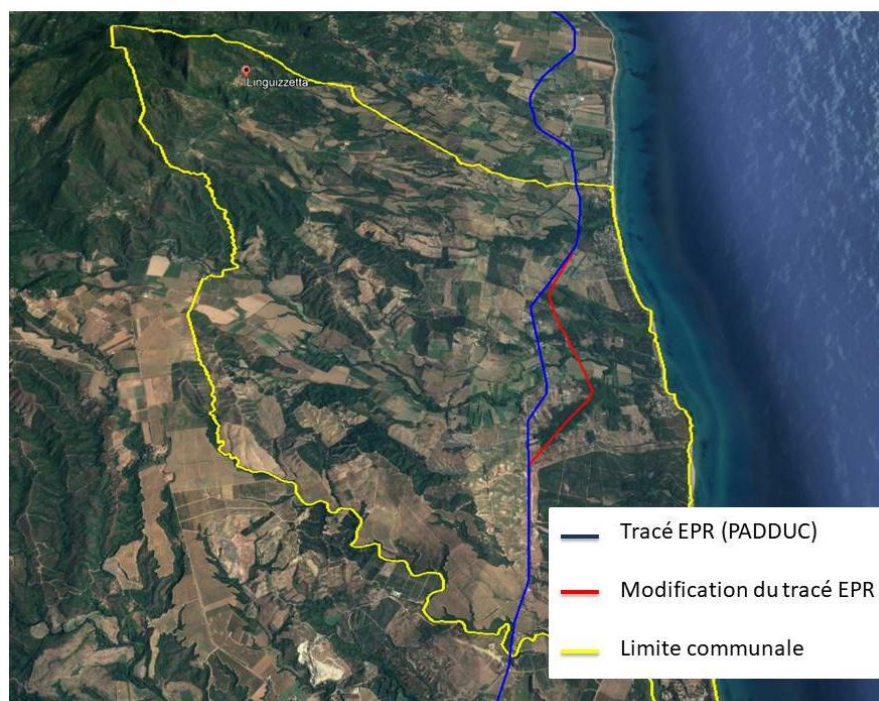 Linguizzetta
Tracé EPR (PADDUC)
Modification du tracé EPR
Limite communale